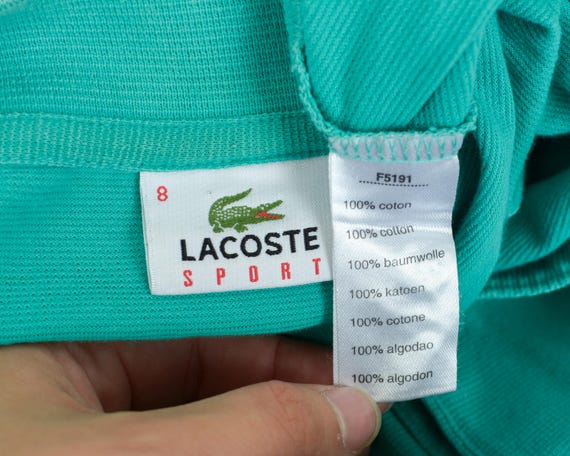 8
LACOSTE
SPORT
F5191
100% coton
100% cotton
100% baumwolle
100% katoen
100% cotone
100% algodao
100% algodon